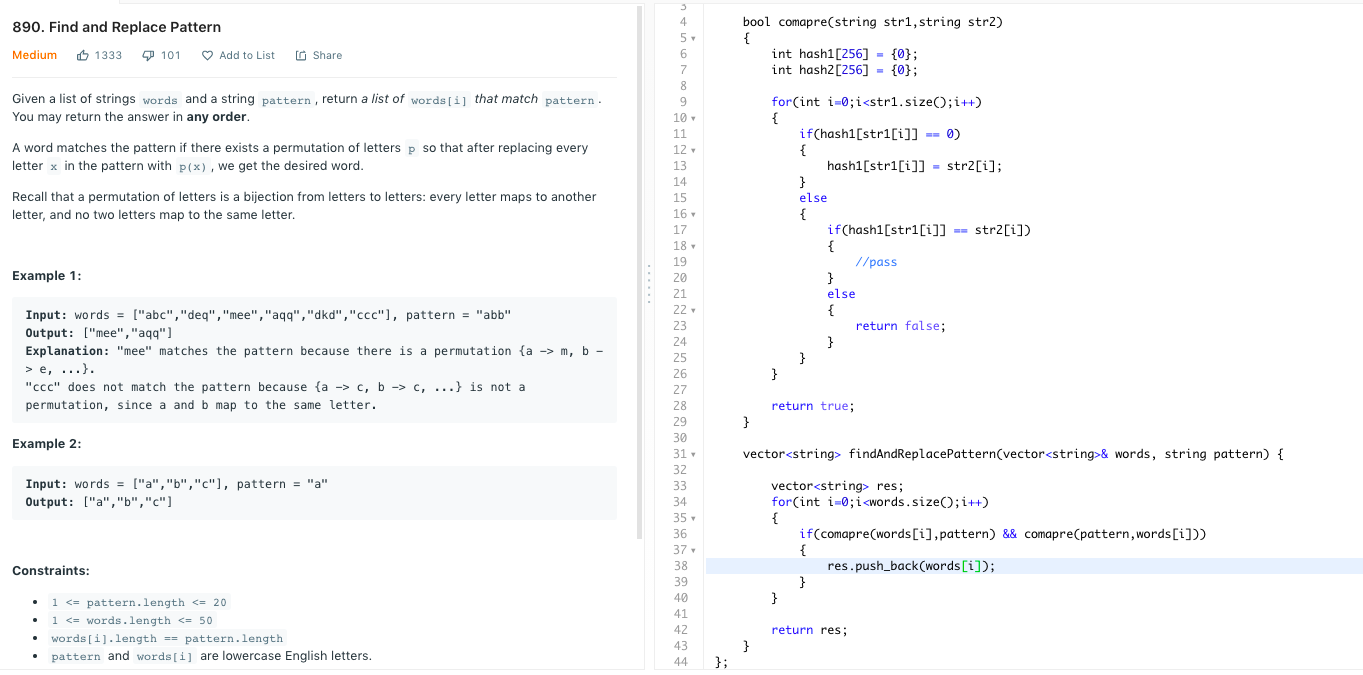 890. Find and Replace Pattern
Medium 1333 101 Add to List Share
Given a list of strings words and a string pattern, return a list of words[i] that match pattern.
You may return the answer in any order.
A word matches the pattern if there exists a permutation of letters p so that after replacing every
letter x in the pattern with p(x), we get the desired word.
Recall that a permutation of letters is a bijection from letters to letters: every letter maps to another
letter, and no two letters map to the same letter.
Example 1:
Input: words = ["abc","deq","mee","aqq","dkd","ccc"], pattern = "abb"
Output: ["mee","aqq"]
Explanation: "mee" matches the pattern because there is a permutation {a -> m, b -
> e, ...}.
"ccc" does not match the pattern because {a -> c, b -> c, ...} is not a
permutation, since a and b map to the same letter.
Example 2:
Input: words = ["a","b","c"], pattern = "a"
Output: ["a","b","c"]
Constraints:
• 1 <= pattern.length <= 20
• 1 <= words.length <= 50
• words[i].length == pattern.length
• pattern and words[i] are lowercase English letters.
3
4 bool comapre(string str1,string str2)
5 {
6 int hash1[256] = {0};
7 int hash2[256] = {0};
8
9 for(int i=0;i<str1.size();i++)
10 {
11 if(hash1[str1[i]] == 0)
12 {
13 hash1[str1[i]] = str2[i];
14 }
15 else
16 {
17 if(hash1[str1[i]] == str2[i])
18 {
19 //pass
20 }
21 else
22 {
23 return false;
24 }
25 }
26 }
27
28 return true;
29 }
30
31 vector<string> findAndReplacePattern(vector<string>& words, string pattern) {
32
33 vector<string> res;
34 for(int i=0;i<words.size();i++)
35 {
36 if(comapre(words[i],pattern) && comapre(pattern,words[i]))
37 {
38 res.push_back(words[i]);
39 }
40 }
41
42 return res;
43 }
44 };